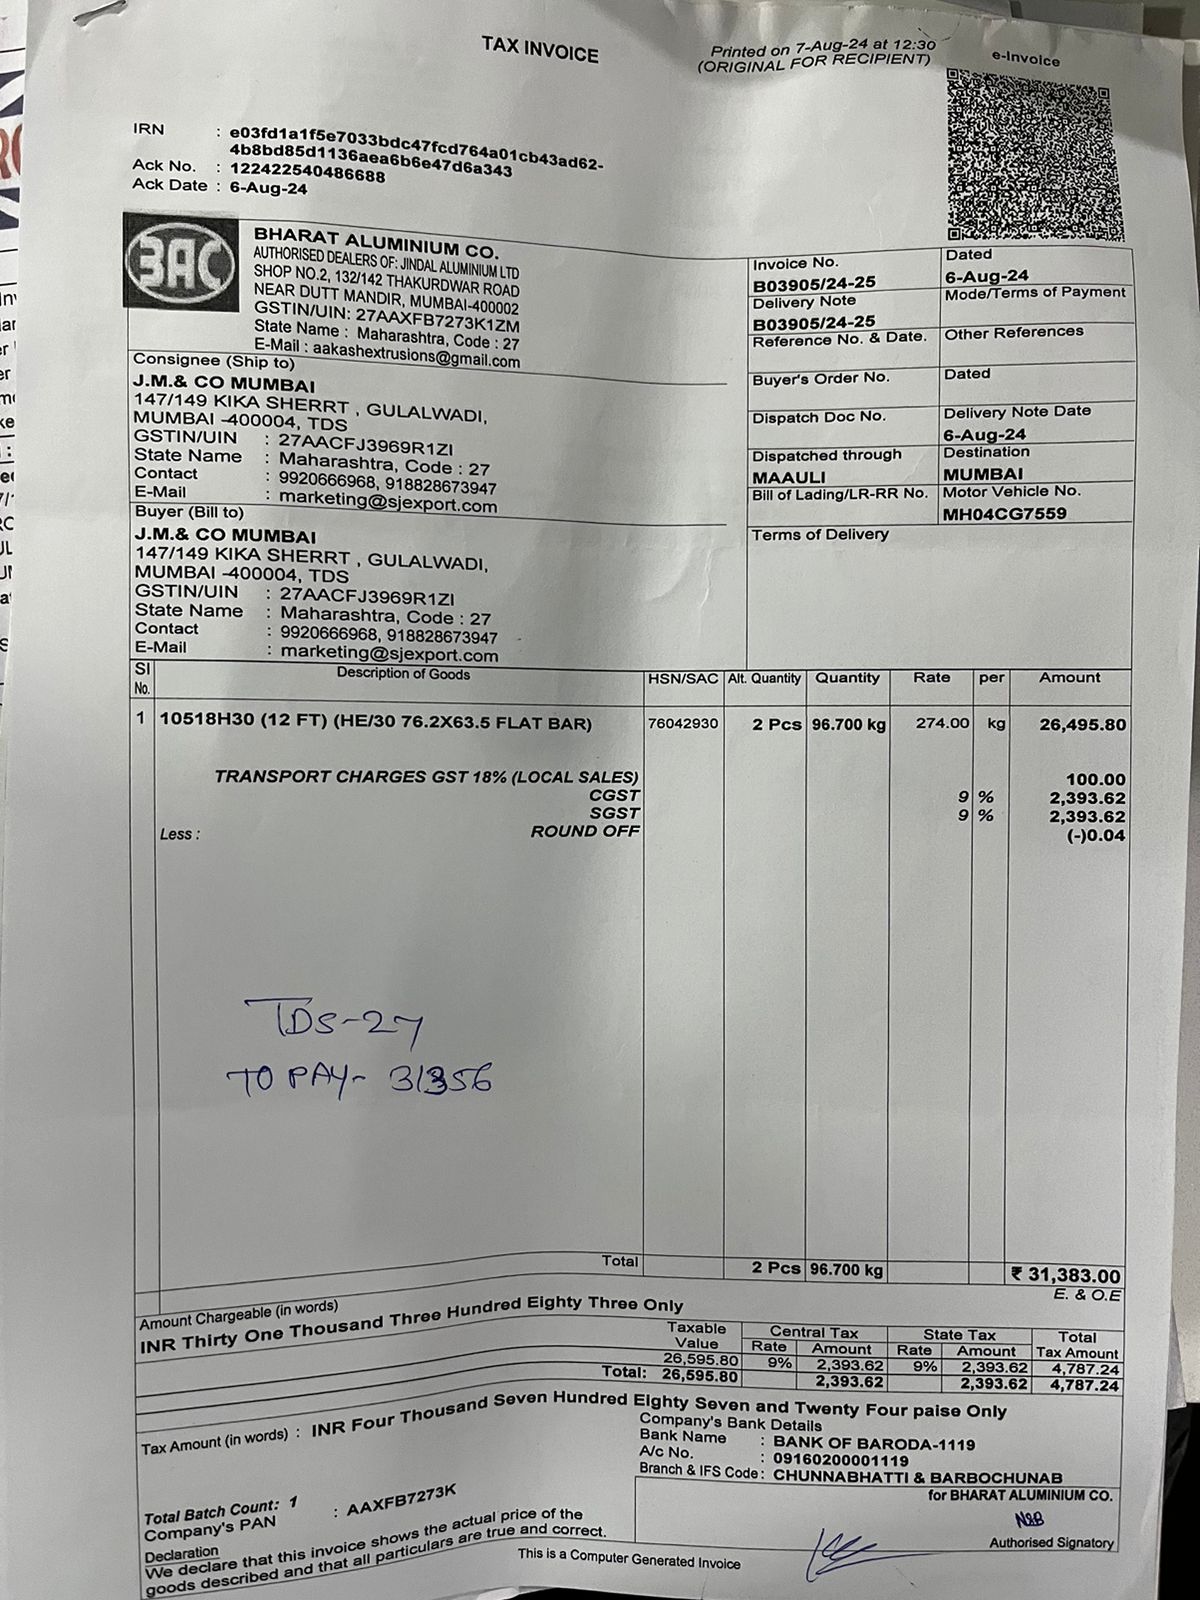 TAX INVOICE
Printed on 7-Aug-24 at 12:30
(ORIGINAL FOR RECIPIENT)
e-Invoice
IRN : e03fd1a1f5e7033bdc47fcd764a01cb43ad62-
4b8bd85d1136aea6b6e47d6a343
Ack No. : 122422540486688
Ack Date : 6-Aug-24
BAC
BHARAT ALUMINIUM CO.
AUTHORISED DEALERS OF: JINDAL ALUMINIUM LTD
SHOP NO.2, 132/142 THAKURDWAR ROAD
NEAR DUTT MANDIR, MUMBAI-400002
GSTIN/UIN: 27AAXFB7273K1ZM
State Name : Maharashtra, Code : 27
E-Mail : aakashextrusions@gmail.com
Invoice No.
B03905/24-25
Dated
6-Aug-24
Delivery Note
B03905/24-25
Mode/Terms of Payment
Reference No. & Date.
Other References
Buyer's Order No.
Dated
Dispatch Doc No.
Delivery Note Date
6-Aug-24
Dispatched through
MAAULI
Destination
MUMBAI
Bill of Lading/LR-RR No.
Motor Vehicle No.
MH04CG7559
Terms of Delivery
Consignee (Ship to)
J.M.& CO MUMBAI
147/149 KIKA SHERRT , GULALWADI,
MUMBAI -400004, TDS
GSTIN/UIN : 27AACFJ3969R1ZI
State Name : Maharashtra, Code : 27
Contact : 9920666968, 918828673947
E-Mail : marketing@sjexport.com
Buyer (Bill to)
J.M.& CO MUMBAI
147/149 KIKA SHERRT , GULALWADI,
MUMBAI -400004, TDS
GSTIN/UIN : 27AACFJ3969R1ZI
State Name : Maharashtra, Code : 27
Contact : 9920666968, 918828673947
E-Mail : marketing@sjexport.com
Sl No. Description of Goods HSN/SAC Alt. Quantity Quantity Rate per Amount
1 10518H30 (12 FT) (HE/30 76.2X63.5 FLAT BAR) 76042930 2 Pcs 96.700 kg 274.00 kg 26,495.80
TRANSPORT CHARGES GST 18% (LOCAL SALES) 100.00
CGST 9 % 2,393.62
SGST 9 % 2,393.62
Less : ROUND OFF (-)0.04
TDS-27
TO PAY- 31356
Total 2 Pcs 96.700 kg ₹ 31,383.00
E. & O.E
Amount Chargeable (in words)
INR Thirty One Thousand Three Hundred Eighty Three Only
Taxable Value Central Tax State Tax Total
Rate Amount Rate Amount Tax Amount
26,595.80 9% 2,393.62 9% 2,393.62 4,787.24
Total: 26,595.80 2,393.62 2,393.62 4,787.24
Tax Amount (in words) : INR Four Thousand Seven Hundred Eighty Seven and Twenty Four paise Only
Company's Bank Details
Bank Name : BANK OF BARODA-1119
A/c No. : 09160200001119
Branch & IFS Code : CHUNNABHATTI & BARBOCHUNAB
Total Batch Count: 1
Company's PAN : AAXFB7273K
Declaration
We declare that this invoice shows the actual price of the
goods described and that all particulars are true and correct.
for BHARAT ALUMINIUM CO.
Authorised Signatory
This is a Computer Generated Invoice